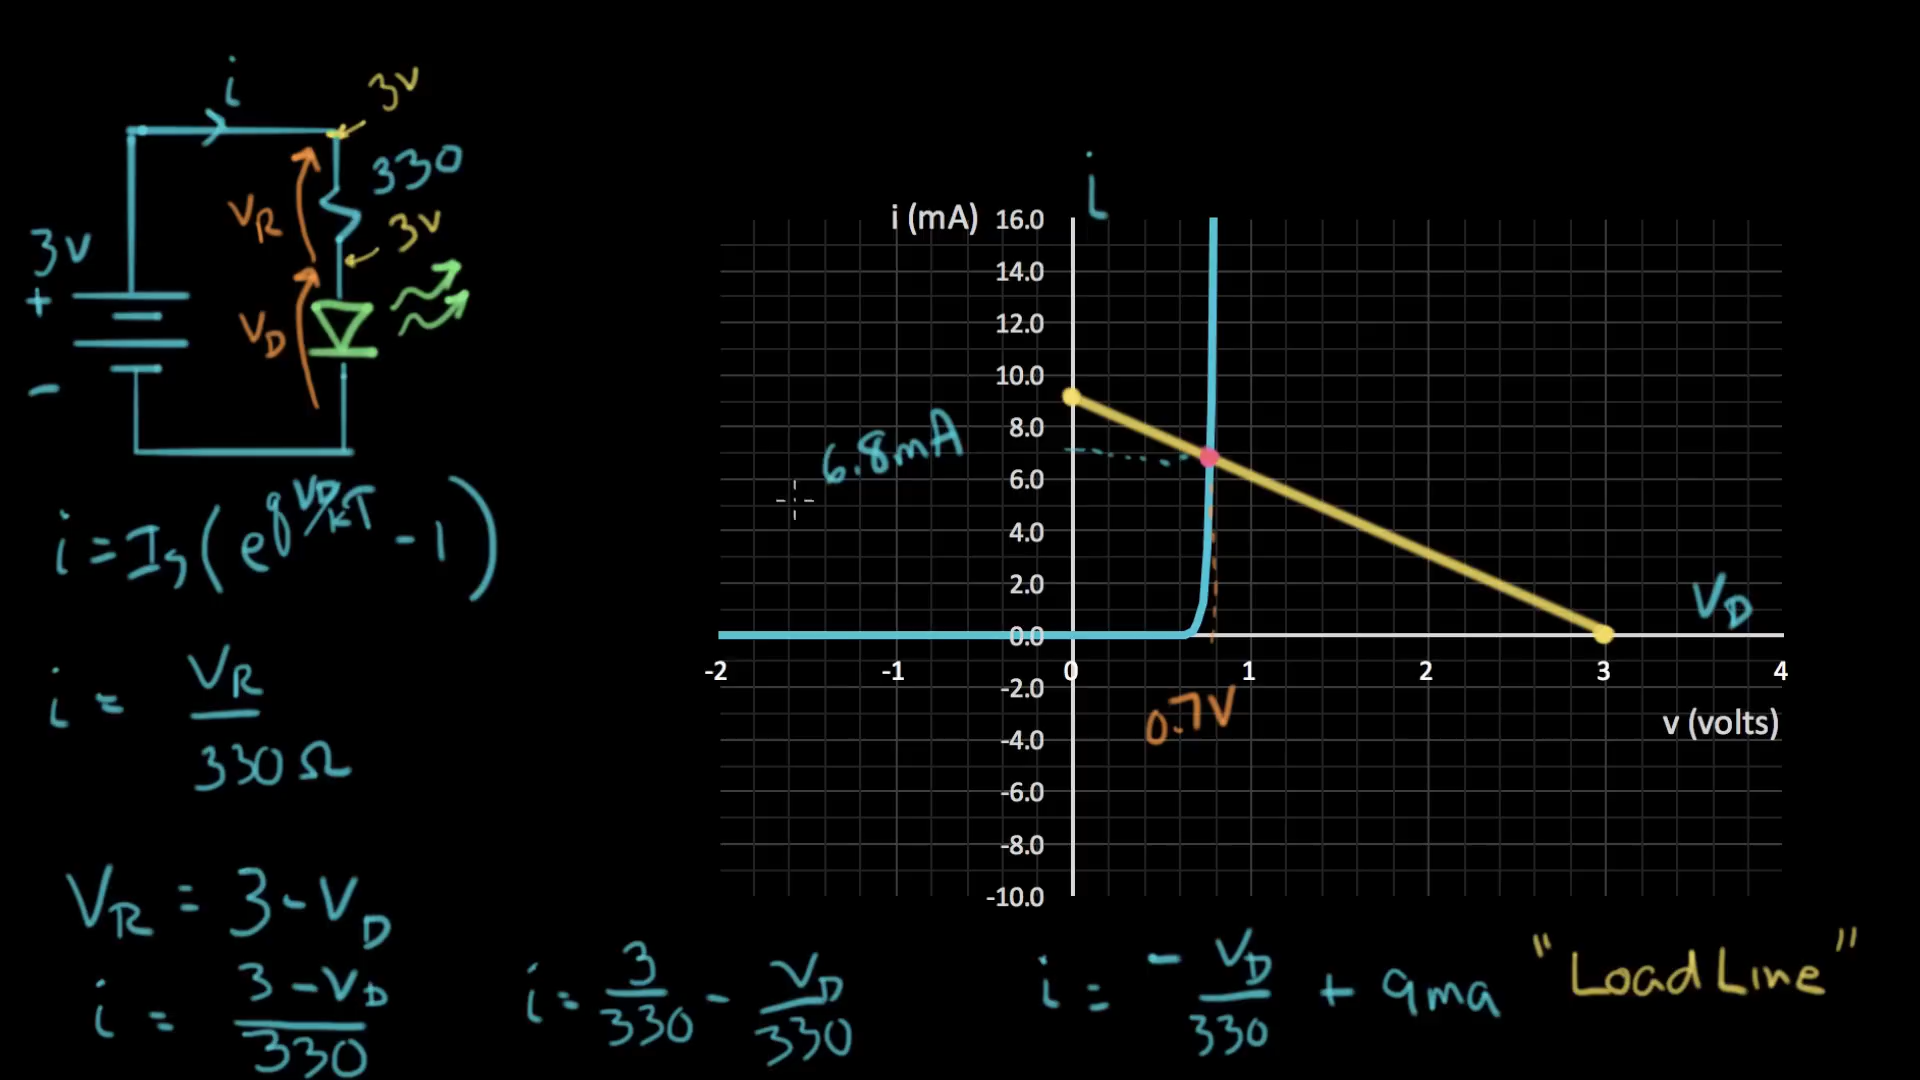 i
3V
330
VR
3V
3V
+
VD
-
i = Is(e^qVD/kT - 1)
i = VR / 330Ω
VR = 3 - VD
i = 3 - VD / 330
i = 3/330 - VD/330
i = - VD/330 + 9ma
"Load Line"
i
i (mA)
16.0
14.0
12.0
10.0
8.0
6.0
4.0
2.0
0.0
-2.0
-4.0
-6.0
-8.0
-10.0
6.8mA
-2 -1 0 1 2 3 4
VD
0.7V
v (volts)